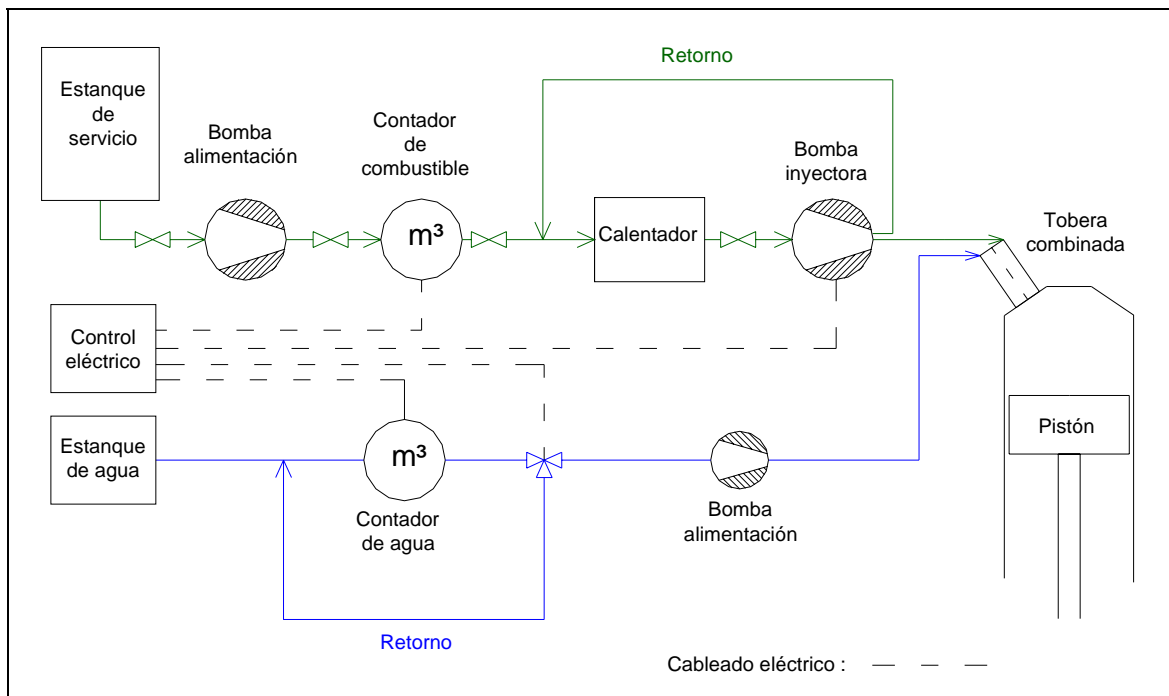 Retorno
Estanque
de
servicio
Bomba
alimentación
Contador
de
combustible
Bomba
inyectora
Tobera
combinada
m³
Calentador
Control
eléctrico
Estanque
de agua
m³
Pistón
Contador
de agua
Bomba
alimentación
Retorno
Cableado eléctrico :